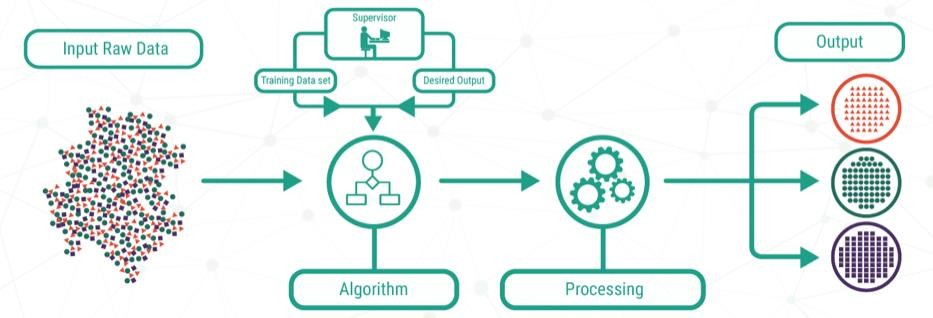 Input Raw Data
Supervisor
Training Data set
Desired Output
Output
Algorithm
Processing